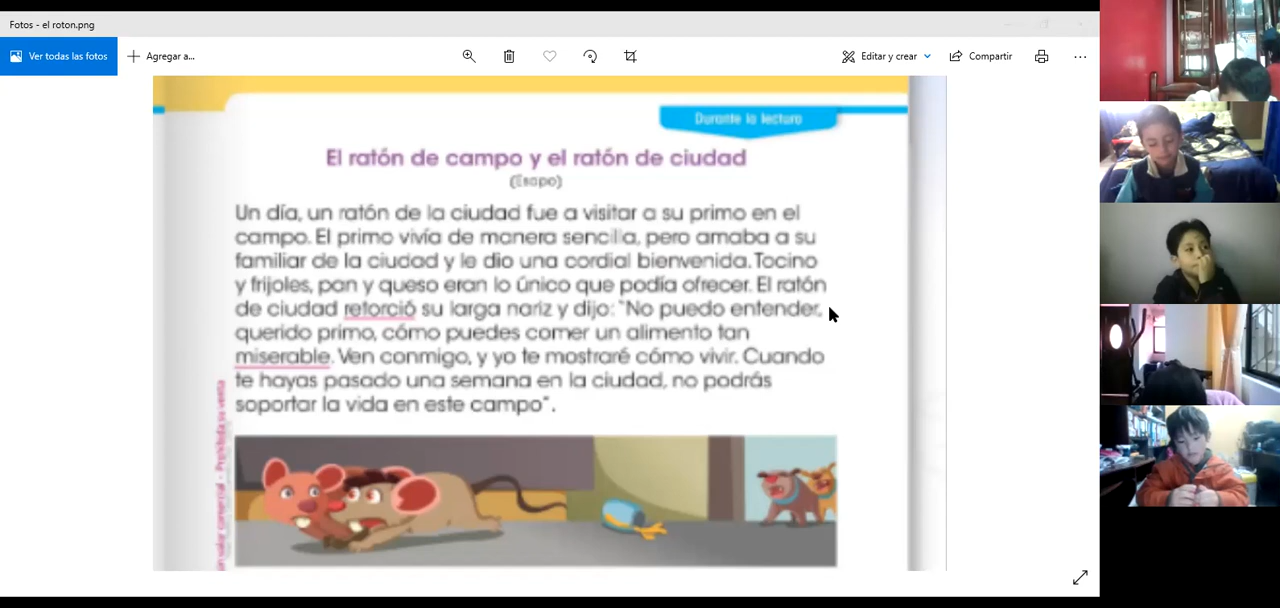 Fotos - el roton.png
Ver todas las fotos
Agregar a...
Editar y crear
Compartir
Durante la lectura
El ratón de campo y el ratón de ciudad
(Esopo)
Un día, un ratón de la ciudad fue a visitar a su primo en el
campo. El primo vivía de manera sencilla, pero amaba a su
familiar de la ciudad y le dio una cordial bienvenida. Tocino
y frijoles, pan y queso eran lo único que podía ofrecer. El ratón
de ciudad retorció su larga nariz y dijo: "No puedo entender,
querido primo, cómo puedes comer un alimento tan
miserable. Ven conmigo, y yo te mostraré cómo vivir. Cuando
te hayas pasado una semana en la ciudad, no podrás
soportar la vida en este campo".
valor comercial - Prohibida su venta